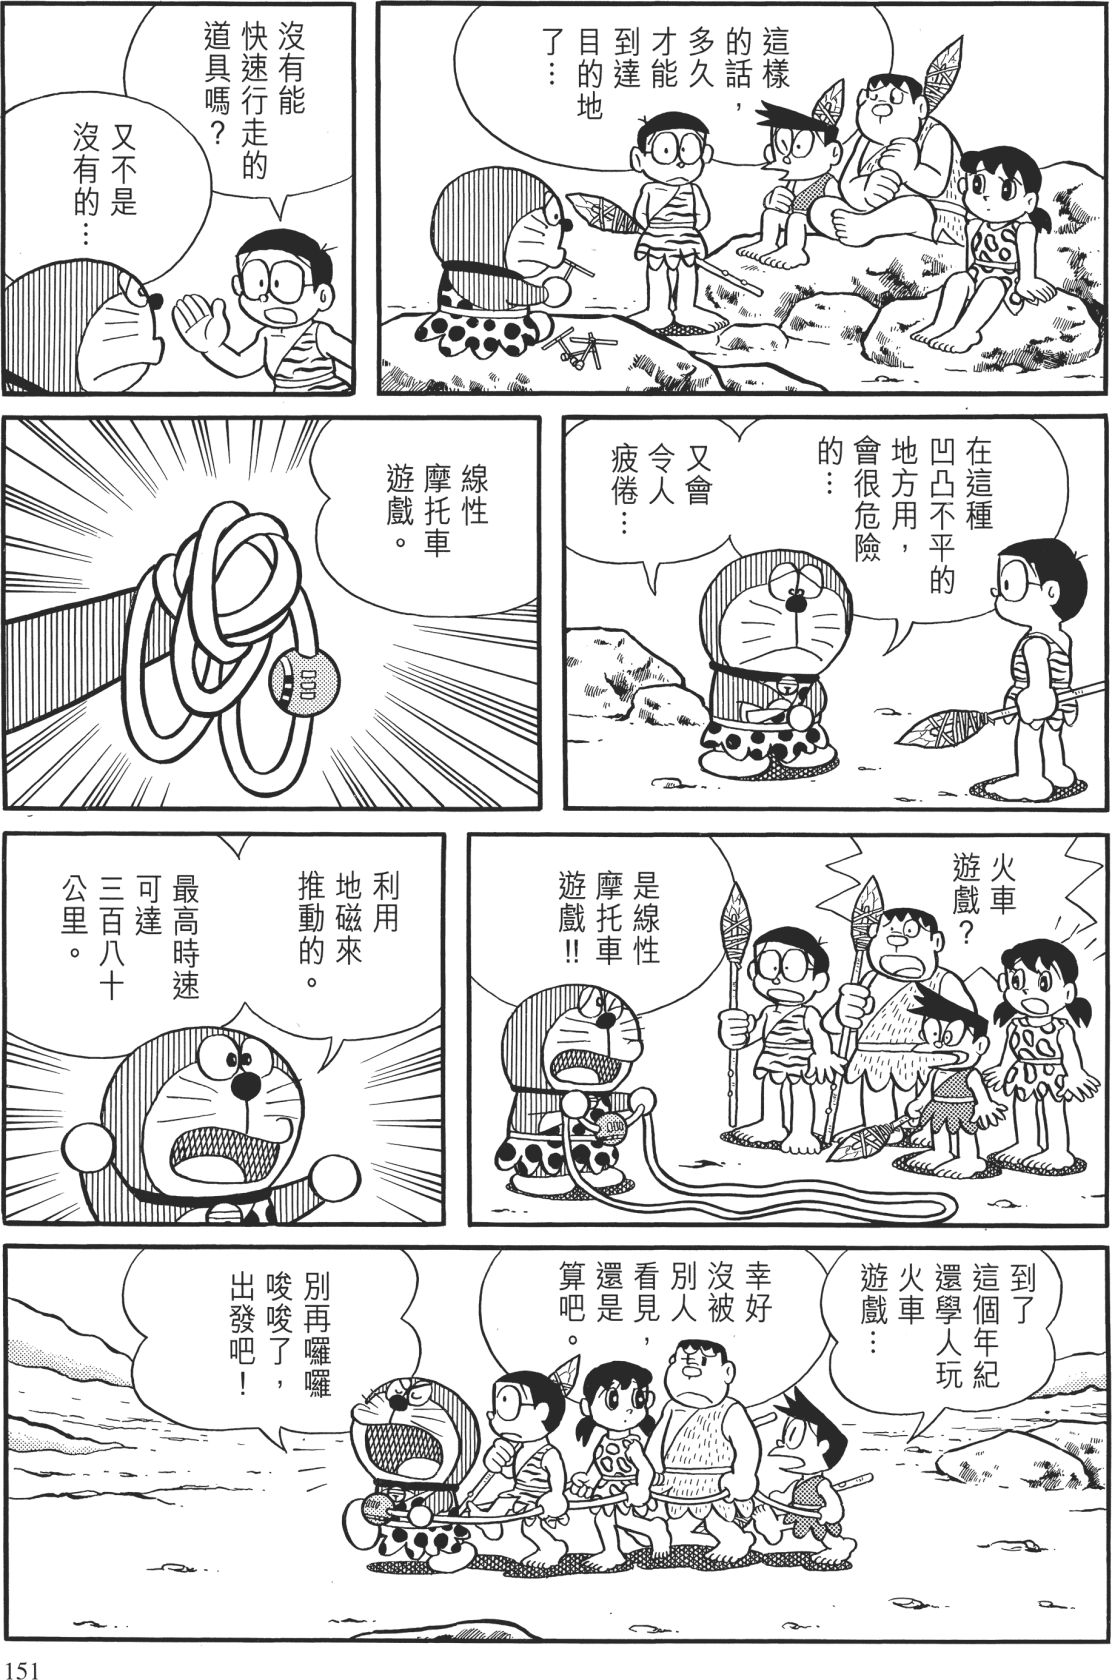 這樣
的話，
多久
才能
到達
目的地
了…
沒有能
快速行走的
道具嗎？
又不是
沒有的…
在這種
凹凸不平的
地方用，
會很危險
的…
又會
令人
疲倦…
線性
摩托車
遊戲。
火車
遊戲？
是線性
摩托車
遊戲!!
利用
地磁來
推動的。
最高時速
可達
三百八十
公里。
到了
這個年紀
還學人玩
火車
遊戲…
幸好
沒被
別人
看見，
還是
算吧。
別再囉囉
唆唆了，
出發吧！
151